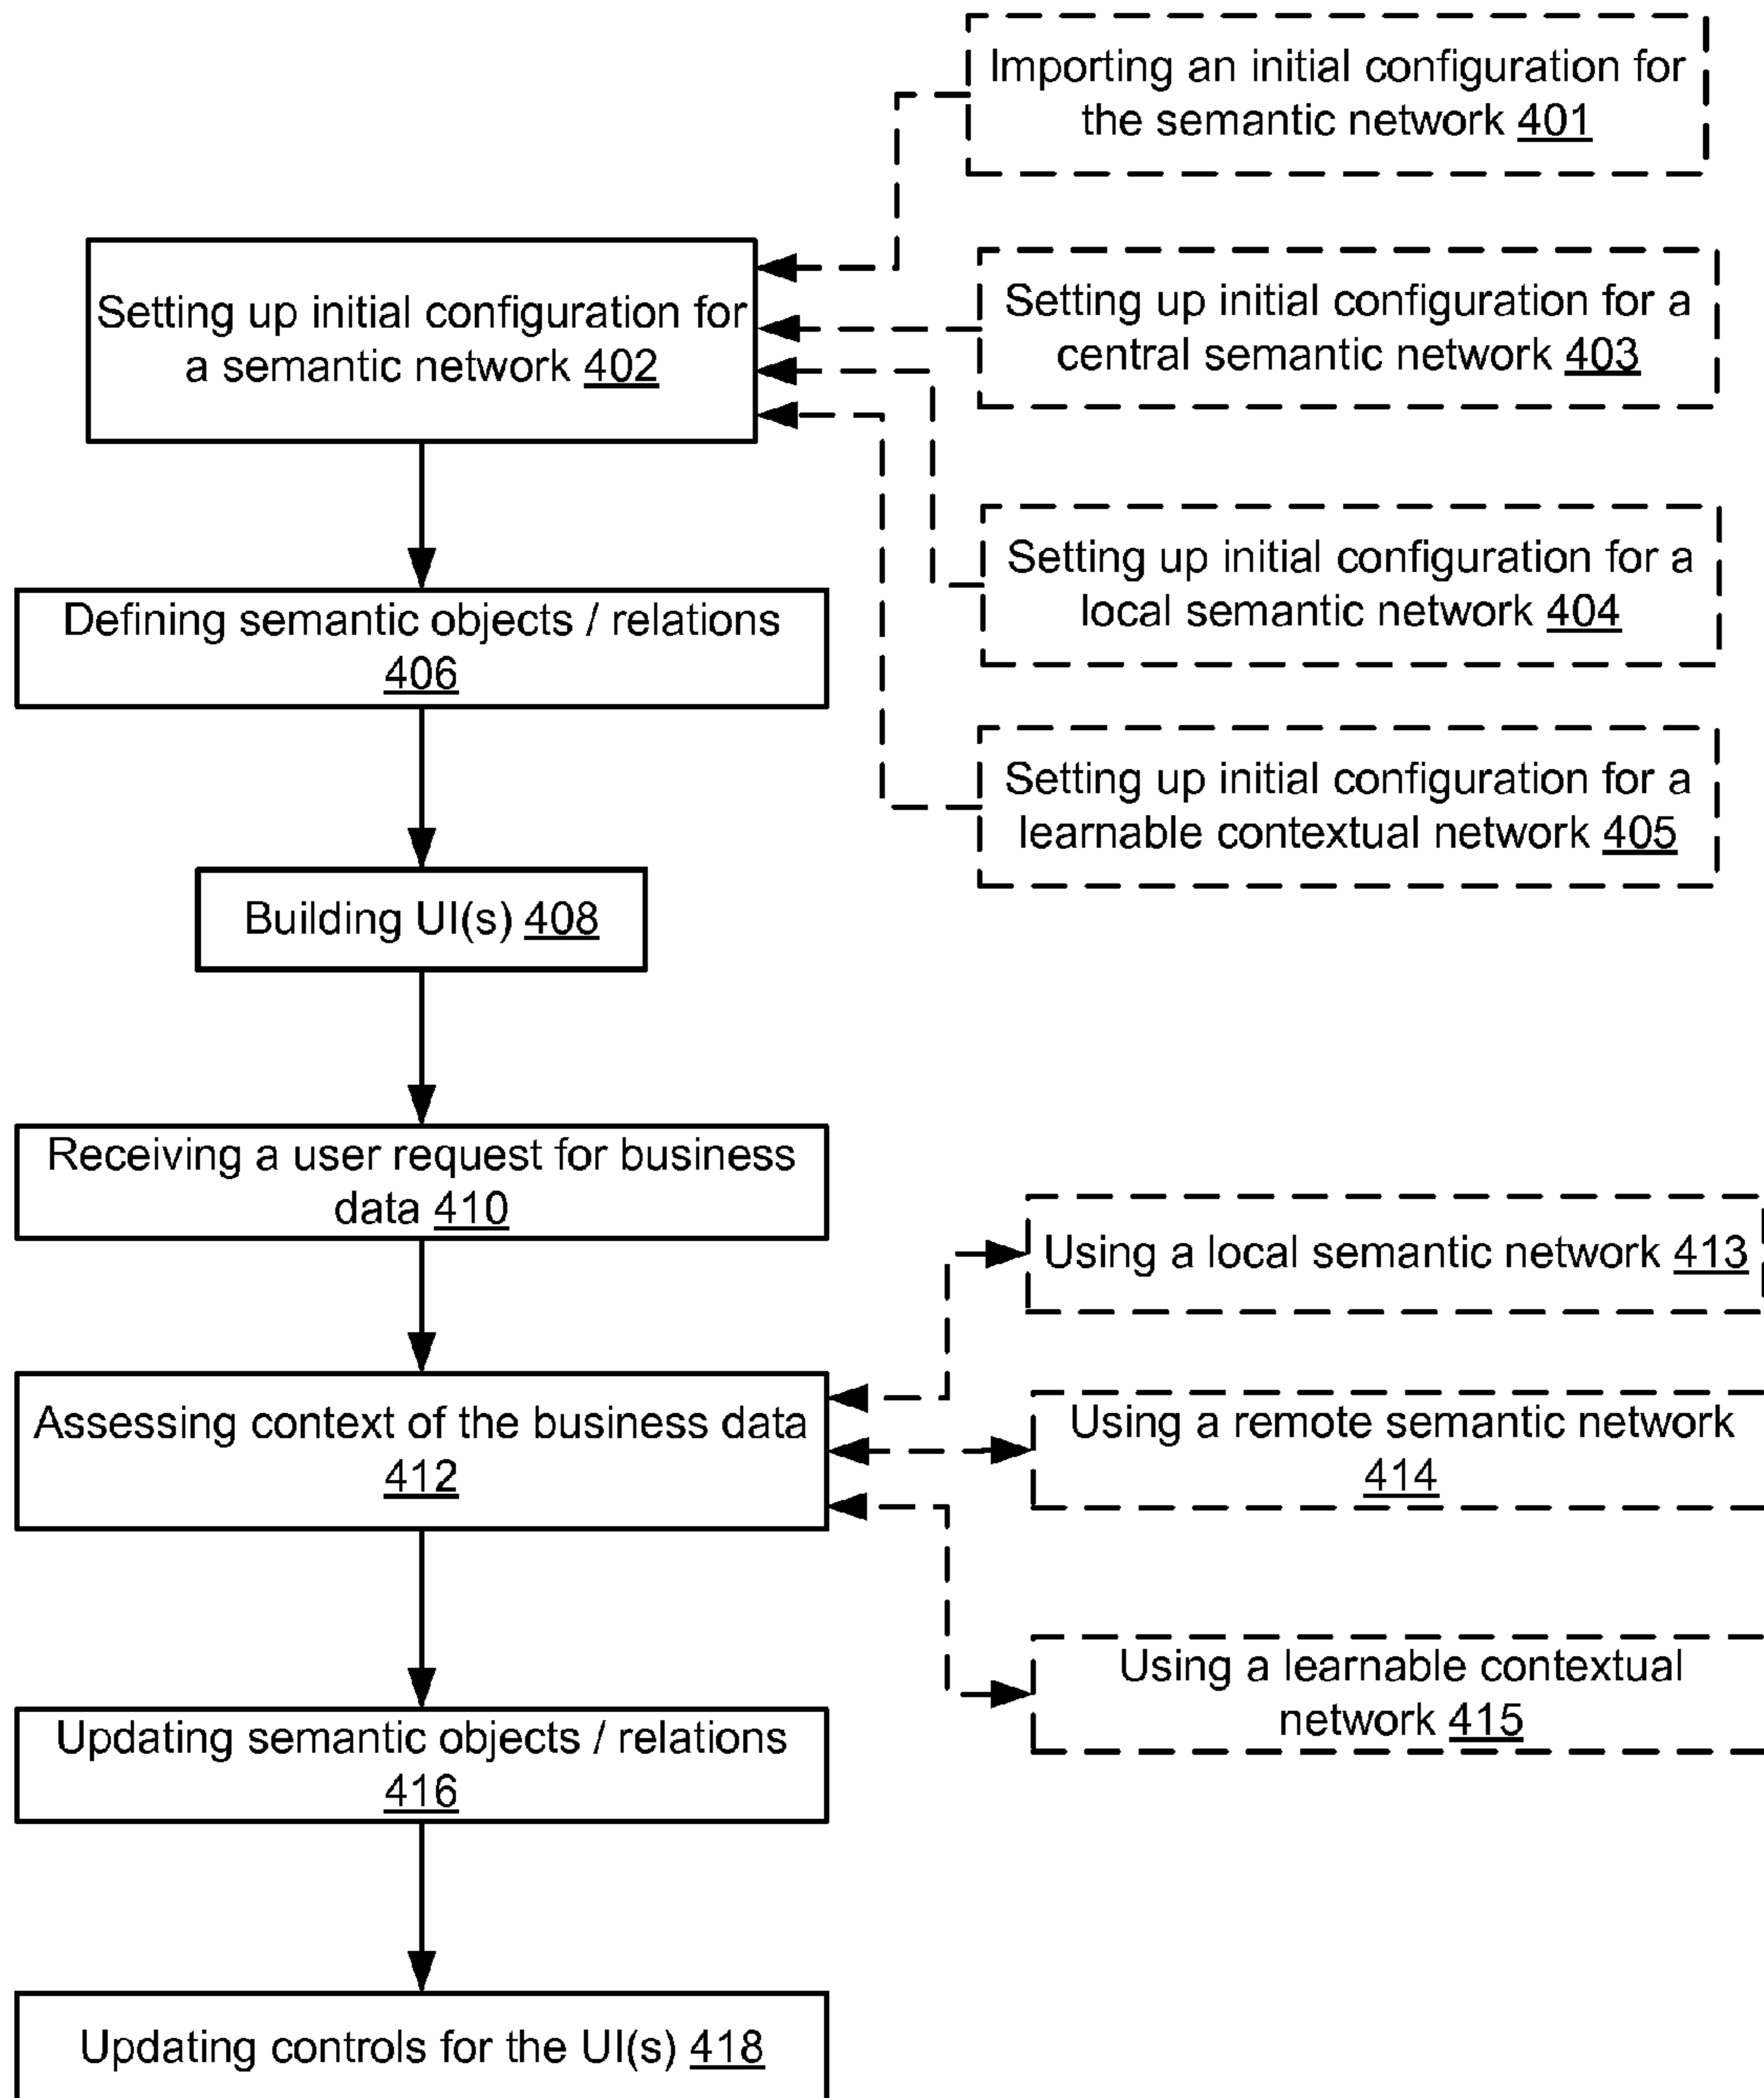 Importing an initial configuration for
the semantic network 401
Setting up initial configuration for
a semantic network 402
Setting up initial configuration for a
central semantic network 403
Setting up initial configuration for a
local semantic network 404
Defining semantic objects / relations
406
Setting up initial configuration for a
learnable contextual network 405
Building UI(s) 408
Receiving a user request for business
data 410
Using a local semantic network 413
Assessing context of the business data
412
Using a remote semantic network
414
Using a learnable contextual
network 415
Updating semantic objects / relations
416
Updating controls for the UI(s) 418